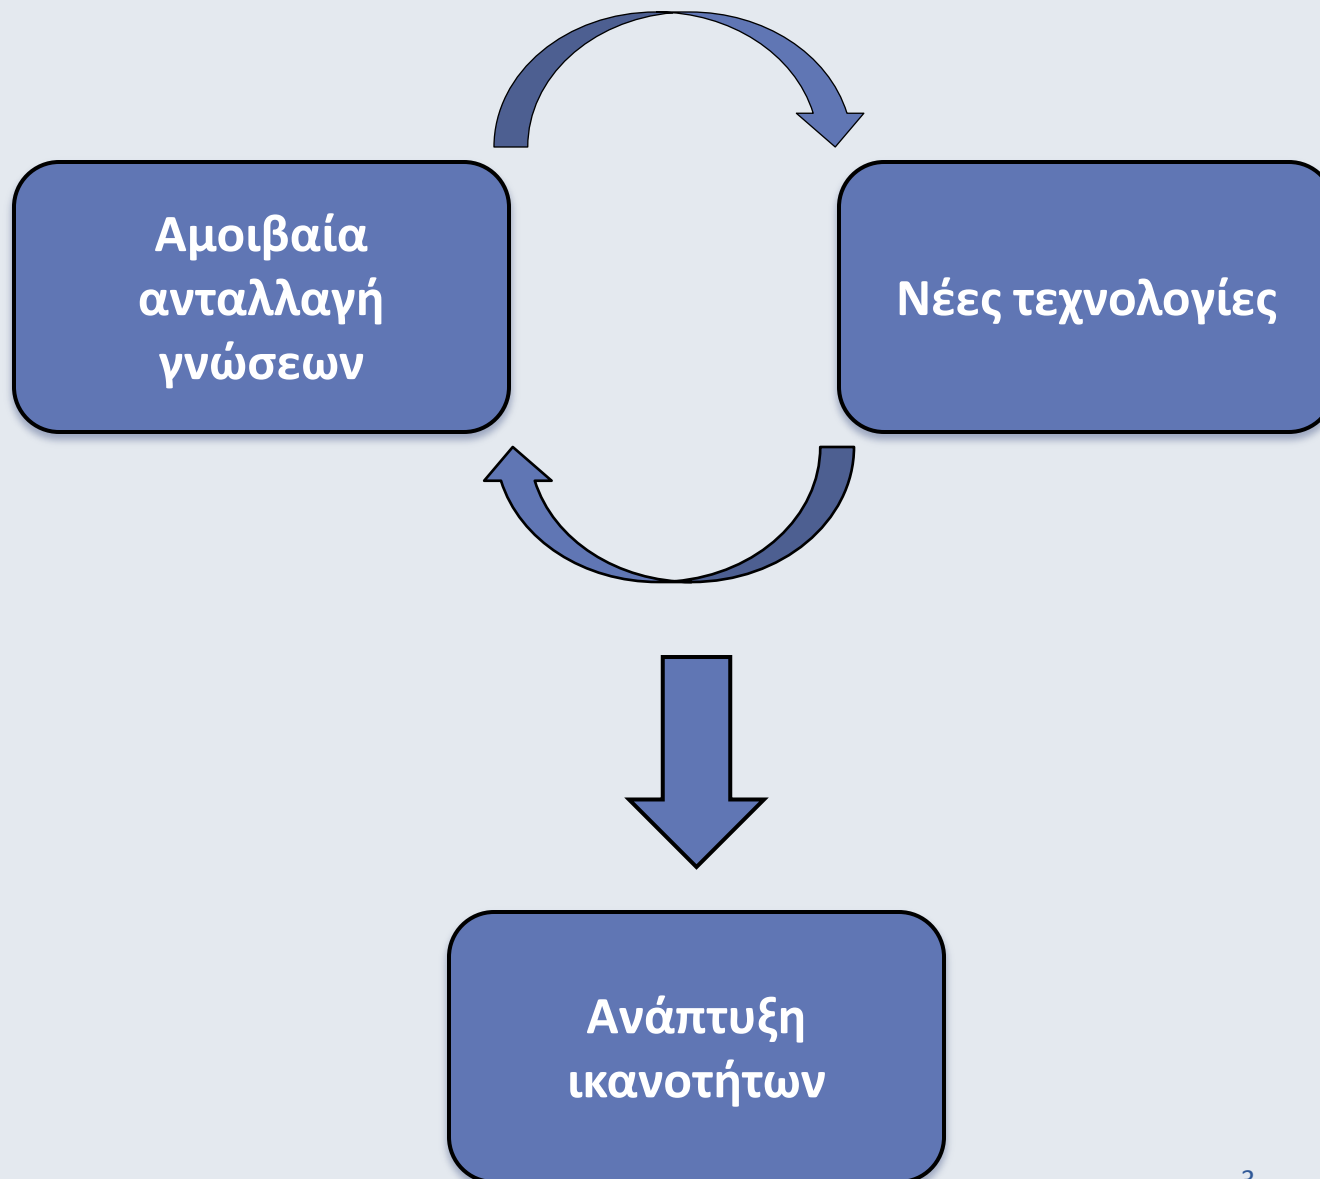 Αμοιβαία
ανταλλαγή
γνώσεων
Νέες τεχνολογίες
Ανάπτυξη
ικανοτήτων